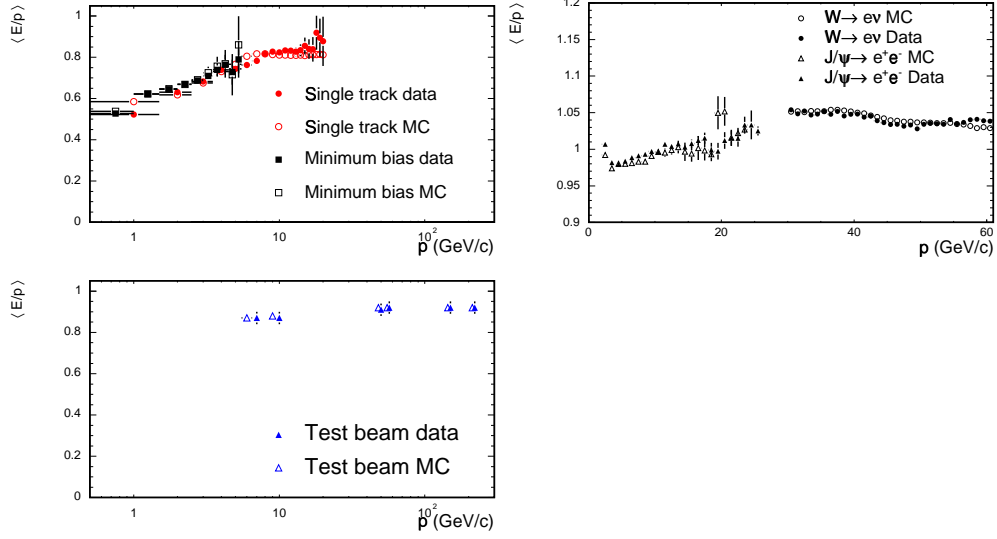 ⟨ E/p ⟩
1
0.8
0.6
0.4
0.2
0
Single track data
Single track MC
Minimum bias data
Minimum bias MC
1 10 10²
p (GeV/c)
⟨ E/p ⟩
1.2
1.15
1.1
1.05
1
0.95
0.9
W→ eν MC
W→ eν Data
J/ψ→ e⁺e⁻ MC
J/ψ→ e⁺e⁻ Data
0 20 40 60
p (GeV/c)
⟨ E/p ⟩
1
0.8
0.6
0.4
0.2
0
Test beam data
Test beam MC
1 10 10²
p (GeV/c)